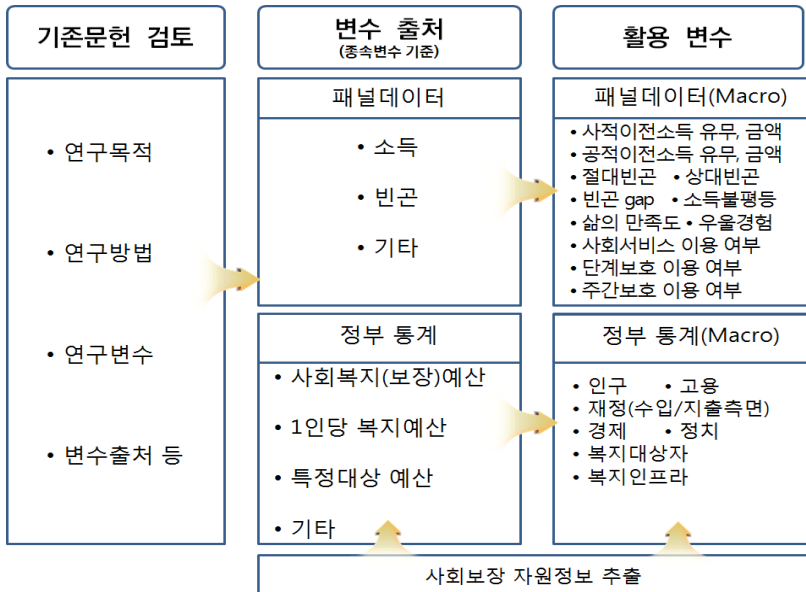 기존문헌 검토
• 연구목적
• 연구방법
• 연구변수
• 변수출처 등
변수 출처
(종속변수 기준)
패널데이터
• 소득
• 빈곤
• 기타
정부 통계
• 사회복지(보장)예산
• 1인당 복지예산
• 특정대상 예산
• 기타
활용 변수
패널데이터(Macro)
• 사적이전소득 유무, 금액
• 공적이전소득 유무, 금액
• 절대빈곤 • 상대빈곤
• 빈곤 gap • 소득불평등
• 삶의 만족도 • 우울경험
• 사회서비스 이용 여부
• 단계보호 이용 여부
• 주간보호 이용 여부
정부 통계(Macro)
• 인구 • 고용
• 재정(수입/지출측면)
• 경제 • 정치
• 복지대상자
• 복지인프라
사회보장 자원정보 추출